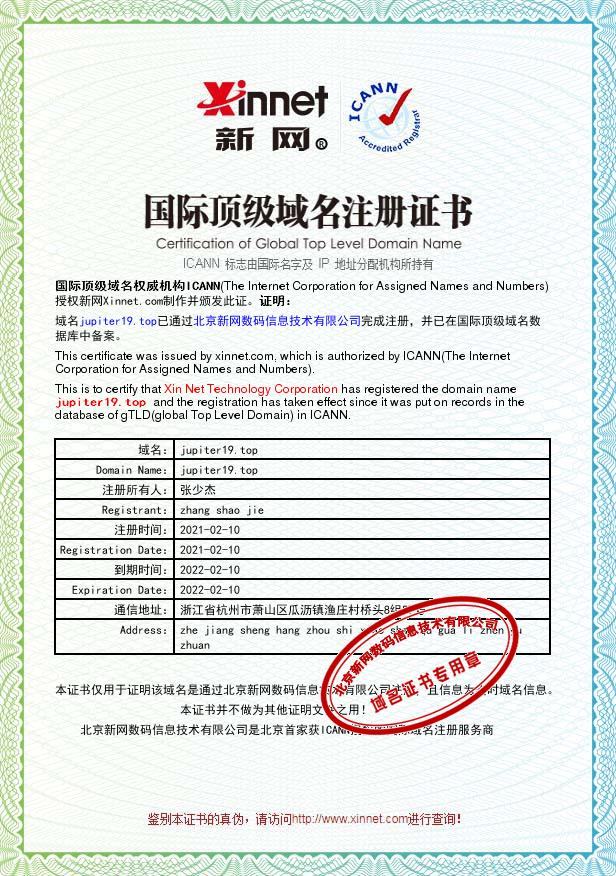 Xinnet
新网®
ICANN
Accredited Registrar
国际顶级域名注册证书
Certification of Global Top Level Domain Name
ICANN 标志由国际名字及 IP 地址分配机构所持有
国际顶级域名权威机构ICANN(The Internet Corporation for Assigned Names and Numbers)
授权新网Xinnet.com制作并颁发此证。证明：
域名jupiter19.top已通过北京新网数码信息技术有限公司完成注册，并已在国际顶级域名数
据库中备案。
This certificate was issued by xinnet.com, which is authorized by ICANN(The Internet
Corporation for Assigned Names and Numbers).
This is to certify that Xin Net Technology Corporation has registered the domain name
jupiter19.top and the registration has taken effect since it was put on records in the
database of gTLD(global Top Level Domain) in ICANN.
域名： jupiter19.top
Domain Name: jupiter19.top
注册所有人： 张少杰
Registrant: zhang shao jie
注册时间： 2021-02-10
Registration Date: 2021-02-10
到期时间： 2022-02-10
Expiration Date: 2022-02-10
通信地址： 浙江省杭州市萧山区瓜沥镇渔庄村桥头8组
Address: zhe jiang sheng hang zhou shi gua li zhen
zhuan
北京新网数码信息技术有限公司
域名证书专用章
本证书仅用于证明该域名是通过北京新网数码信息技术有限公司 且信息为 时域名信息。
本证书并不做为其他证明文 之用！
北京新网数码信息技术有限公司是北京首家获ICANN 国际域名注册服务商
鉴别本证书的真伪，请访问http://www.xinnet.com进行查询！